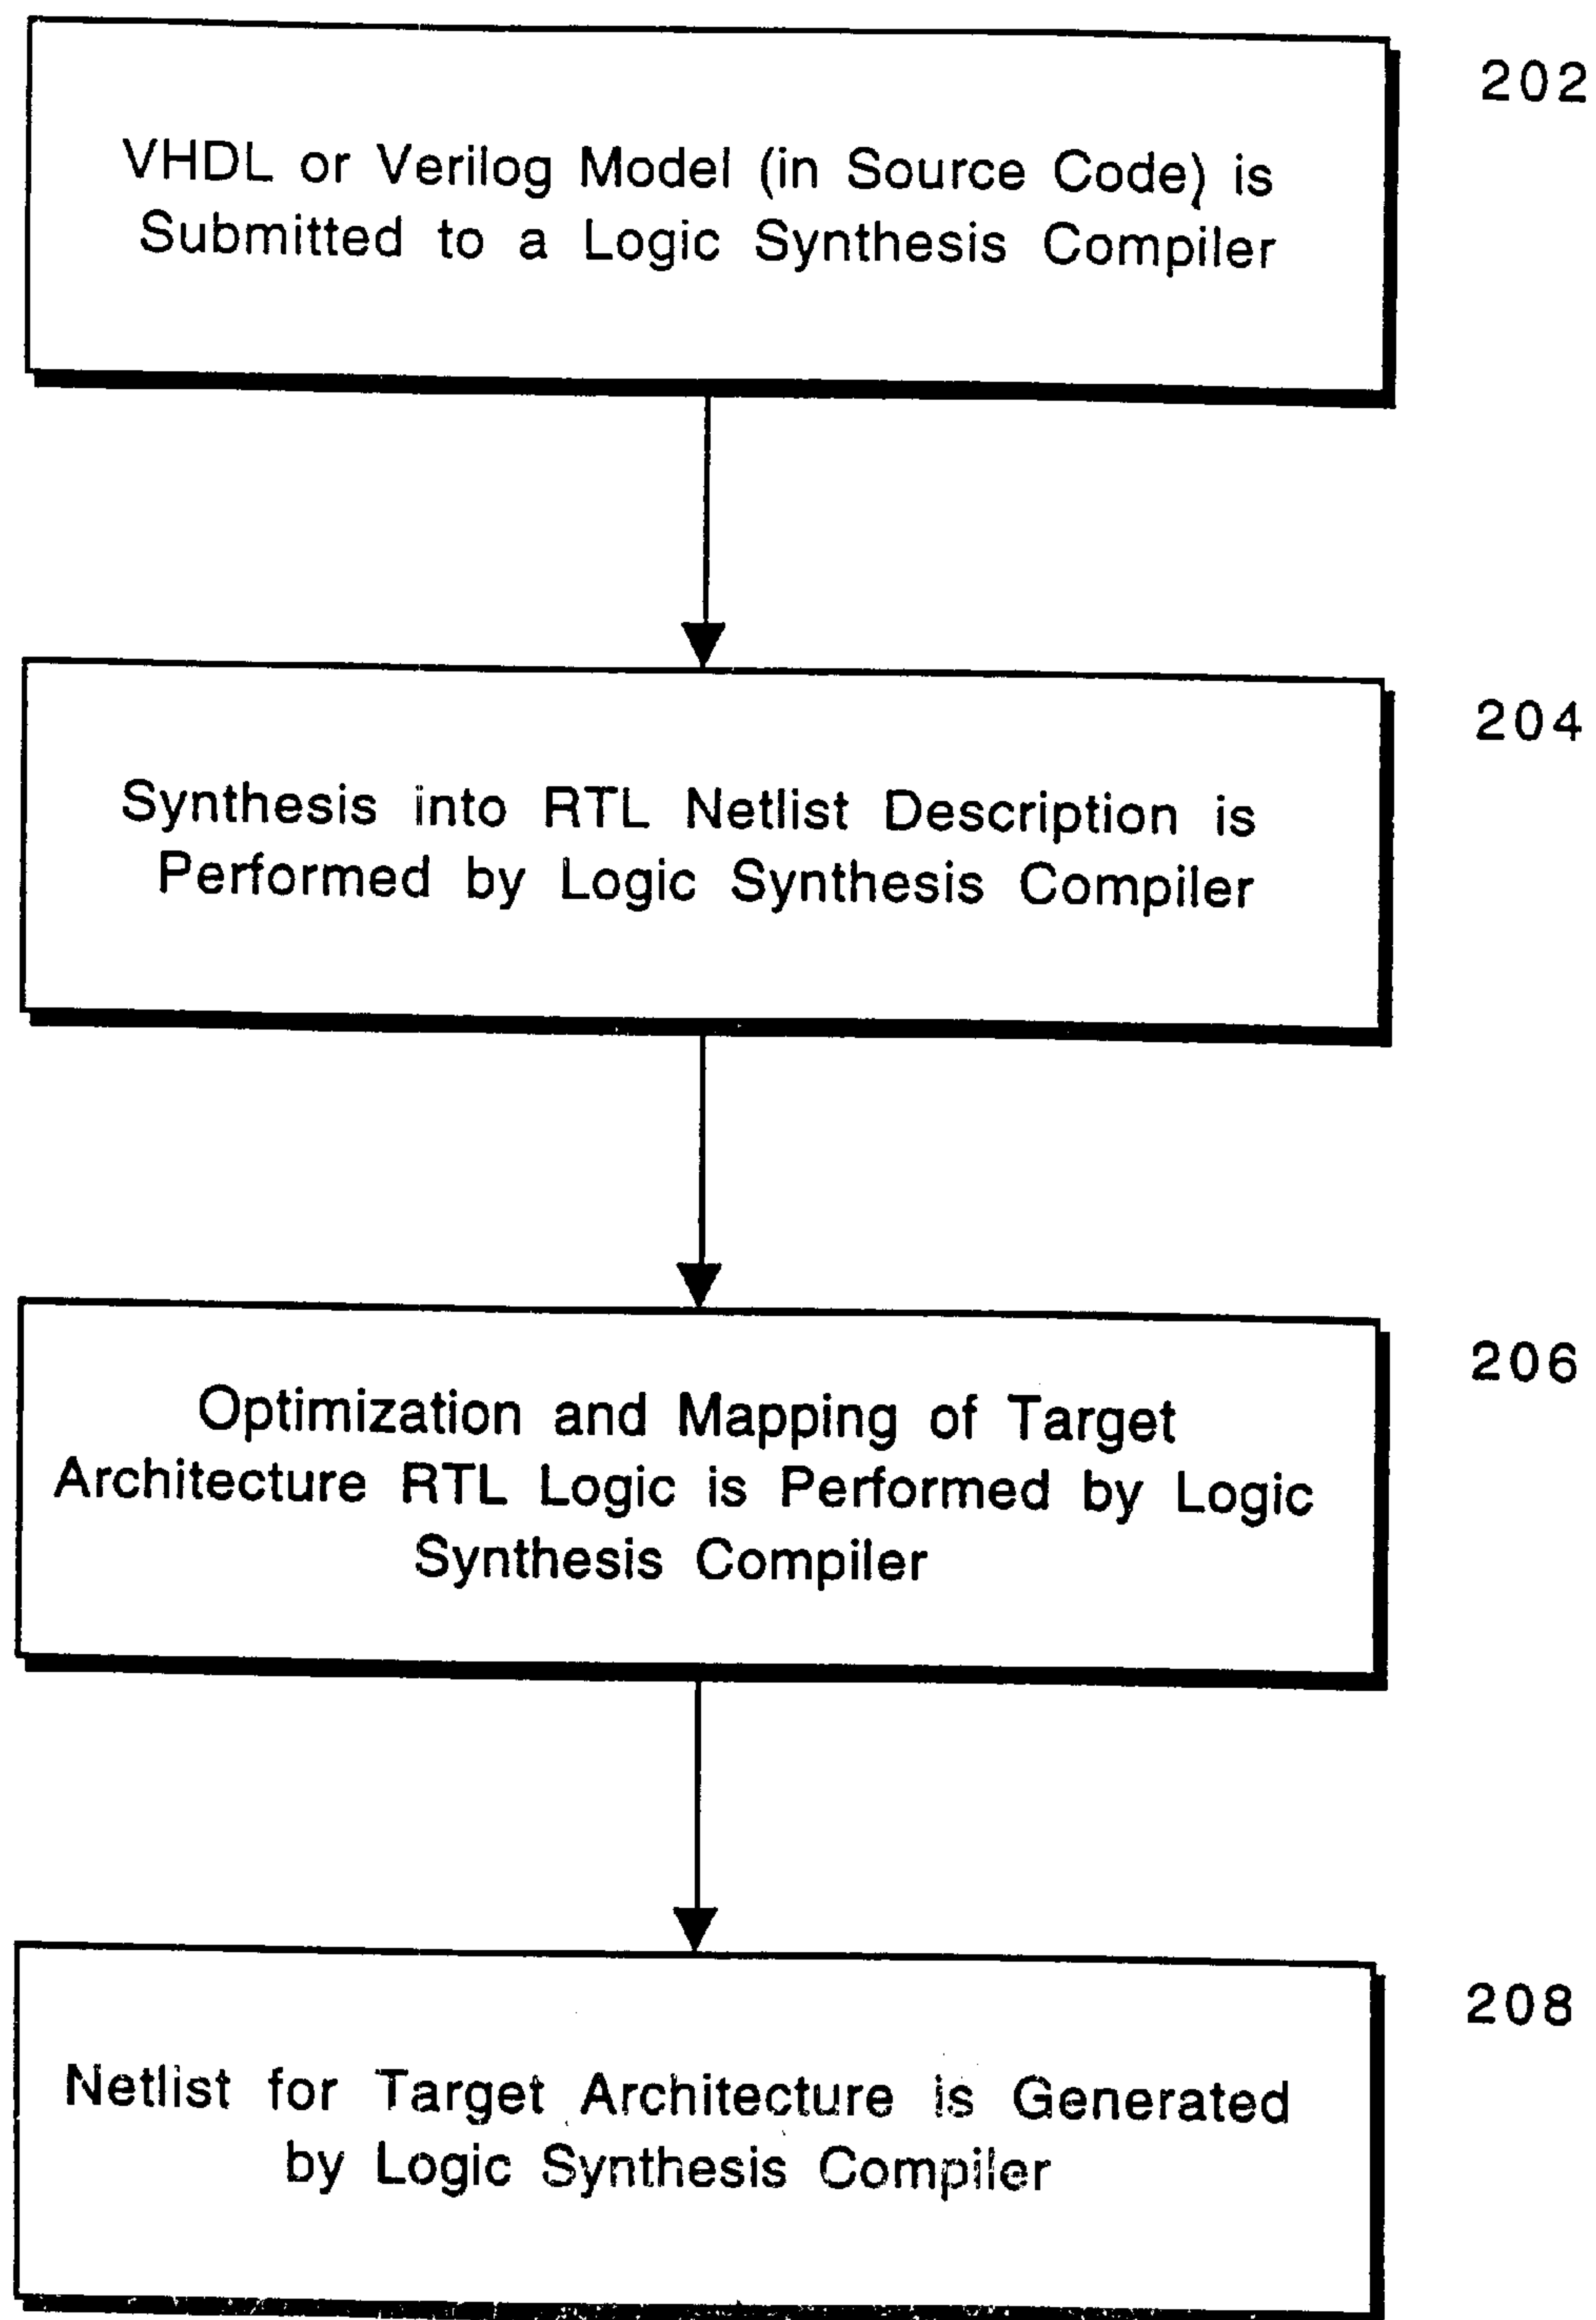 202
VHDL or Verilog Model (in Source Code) is
Submitted to a Logic Synthesis Compiler
204
Synthesis into RTL Netlist Description is
Performed by Logic Synthesis Compiler
206
Optimization and Mapping of Target
Architecture RTL Logic is Performed by Logic
Synthesis Compiler
208
Netlist for Target Architecture is Generated
by Logic Synthesis Compiler